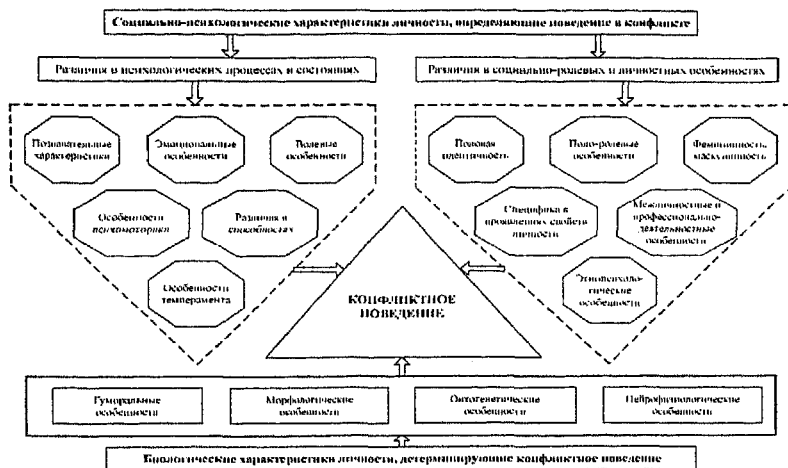 Социально-психологические характеристики личности, определяющие поведение в конфликте
Различия в психологических процессах и состояниях
Различия в социально-ролевых и личностных особенностях
Познавательные
характеристики
Эмоциональные
особенности
Волевые
особенности
Особенности
психомоторики
Различия в
способностях
Особенности
темперамента
Половая
идентичность
Поло-ролевые
особенности
Фемининность,
маскулинность
Специфика в
проявлениях свойств
личности
Межличностные и
профессионально-
деятельностные
особенности
Этнопсихоло-
гические
особенности
КОНФЛИКТНОЕ
ПОВЕДЕНИЕ
Гуморальные
особенности
Морфологические
особенности
Онтогенетические
особенности
Нейрофизиологические
особенности
Биологические характеристики личности, детерминирующие конфликтное поведение